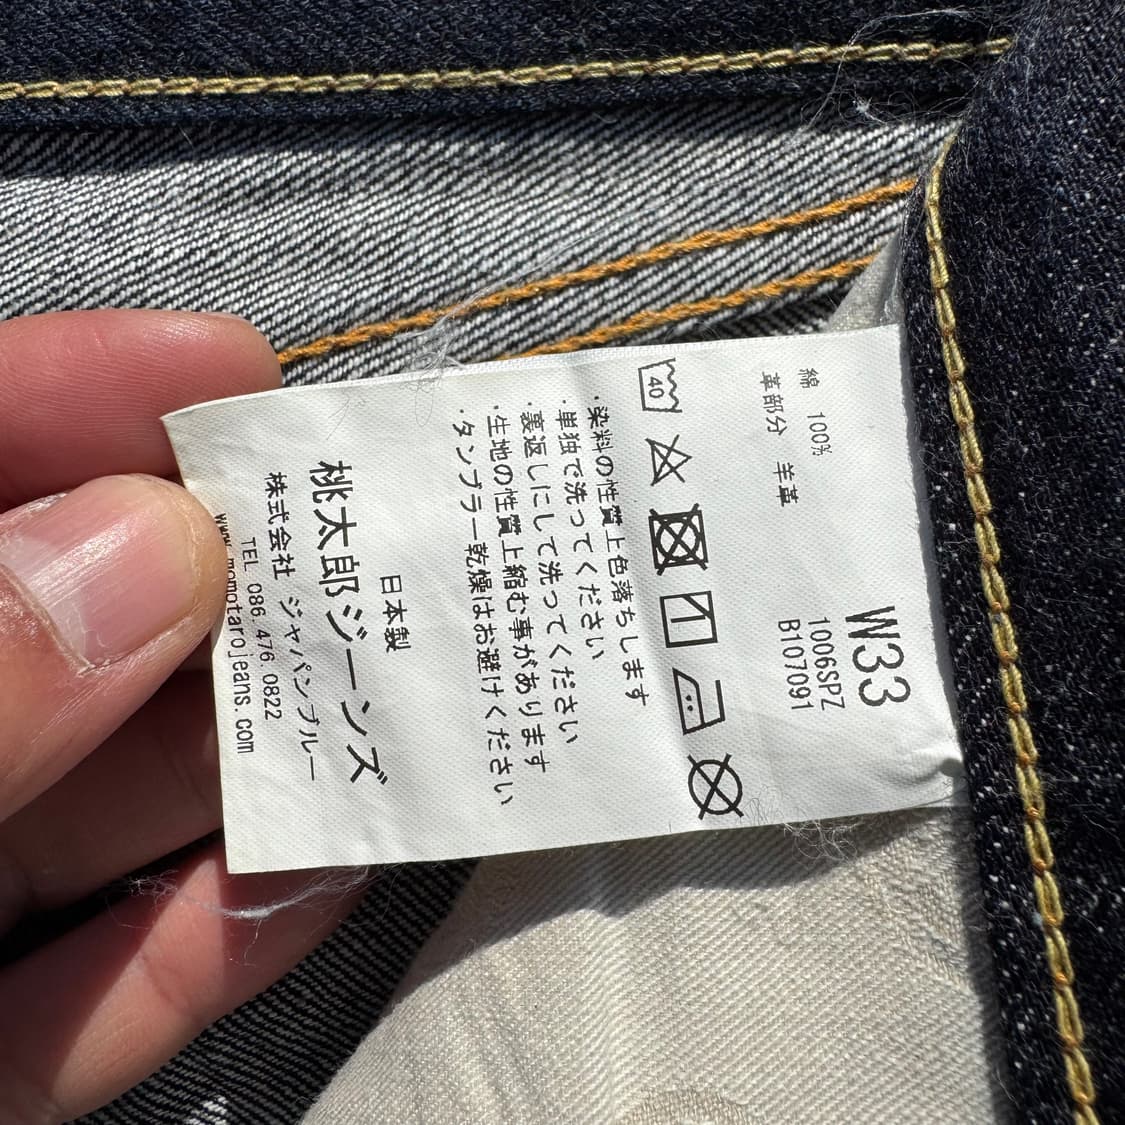 W33
1006SPZ
B107091
綿 100%
革部分 羊革
40
・染料の性質上色落ちします
・単独で洗ってください
・裏返しにして洗ってください
・生地の性質上縮む事があります
・タンブラー乾燥はお避けください
日本製
桃太郎ジーンズ
株式会社 ジャパンブルー
TEL 086.476.0822
www.momotarojeans.com